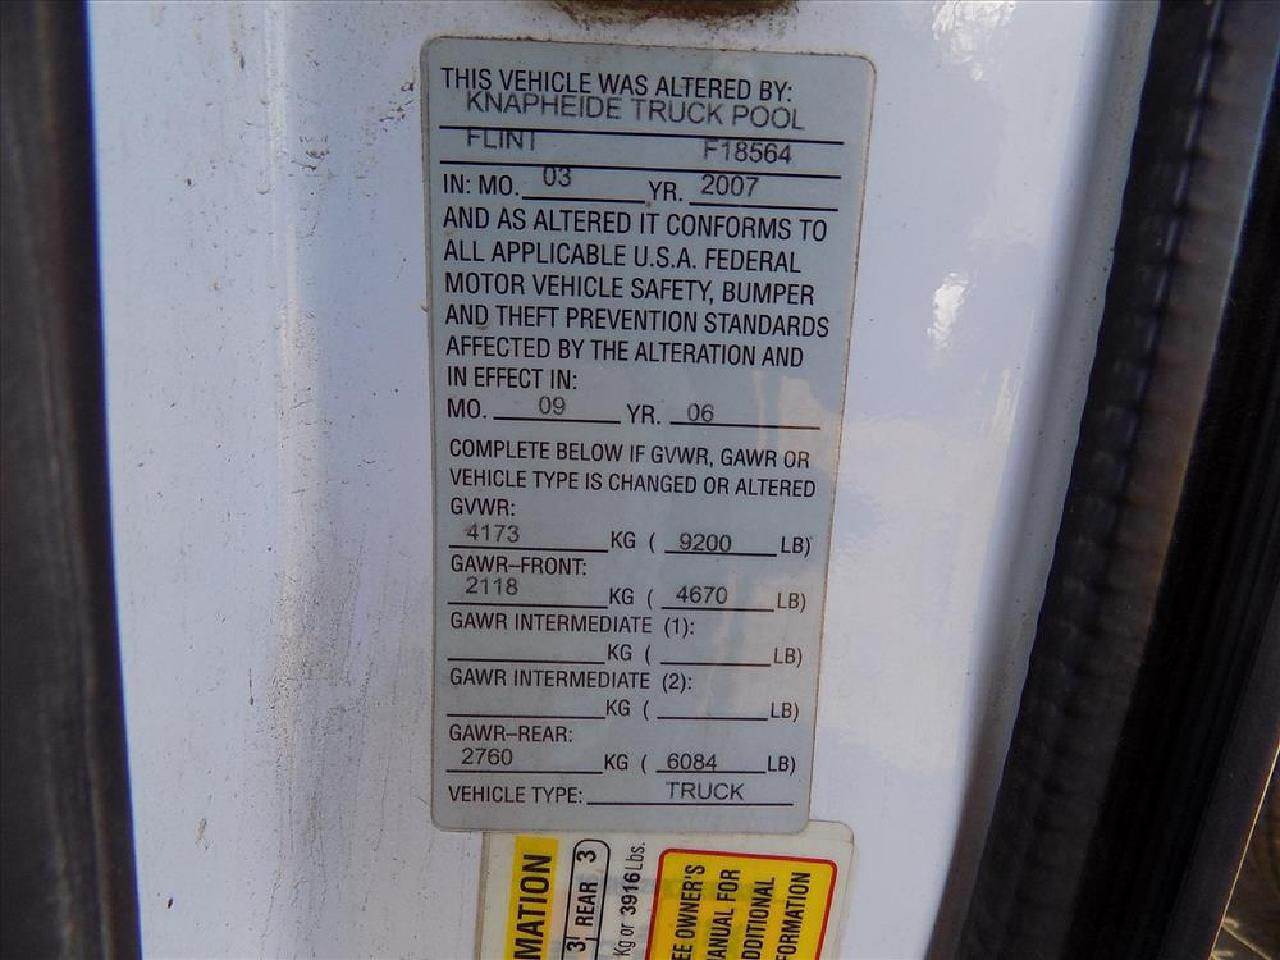 THIS VEHICLE WAS ALTERED BY:
KNAPHEIDE TRUCK POOL
FLINT F18564
IN: MO. 03 YR. 2007
AND AS ALTERED IT CONFORMS TO
ALL APPLICABLE U.S.A. FEDERAL
MOTOR VEHICLE SAFETY, BUMPER
AND THEFT PREVENTION STANDARDS
AFFECTED BY THE ALTERATION AND
IN EFFECT IN:
MO. 09 YR. 06
COMPLETE BELOW IF GVWR, GAWR OR
VEHICLE TYPE IS CHANGED OR ALTERED
GVWR:
4173 KG ( 9200 LB)
GAWR–FRONT:
2118 KG ( 4670 LB)
GAWR INTERMEDIATE (1):
KG ( LB)
GAWR INTERMEDIATE (2):
KG ( LB)
GAWR–REAR:
2760 KG ( 6084 LB)
VEHICLE TYPE: TRUCK
MATION
3 REAR 3
Kg or 3916 Lbs.
EE OWNER'S
ANUAL FOR
DDITIONAL
FORMATION